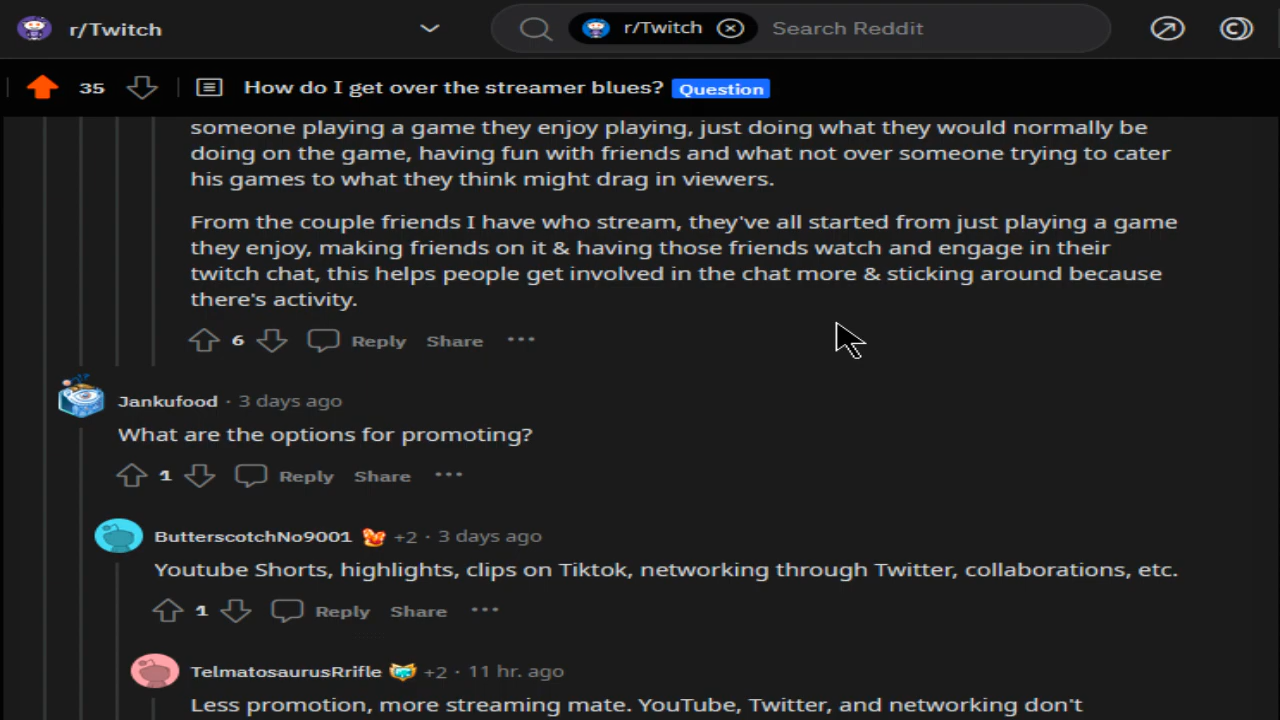 r/Twitch
r/Twitch
Search Reddit
35
How do I get over the streamer blues?
Question
someone playing a game they enjoy playing, just doing what they would normally be
doing on the game, having fun with friends and what not over someone trying to cater
his games to what they think might drag in viewers.
From the couple friends I have who stream, they've all started from just playing a game
they enjoy, making friends on it & having those friends watch and engage in their
twitch chat, this helps people get involved in the chat more & sticking around because
there's activity.
6 Reply Share ···
Jankufood · 3 days ago
What are the options for promoting?
1 Reply Share ···
ButterscotchNo9001 +2 · 3 days ago
Youtube Shorts, highlights, clips on Tiktok, networking through Twitter, collaborations, etc.
1 Reply Share ···
TelmatosaurusRrifle +2 · 11 hr. ago
Less promotion, more streaming mate. YouTube, Twitter, and networking don't